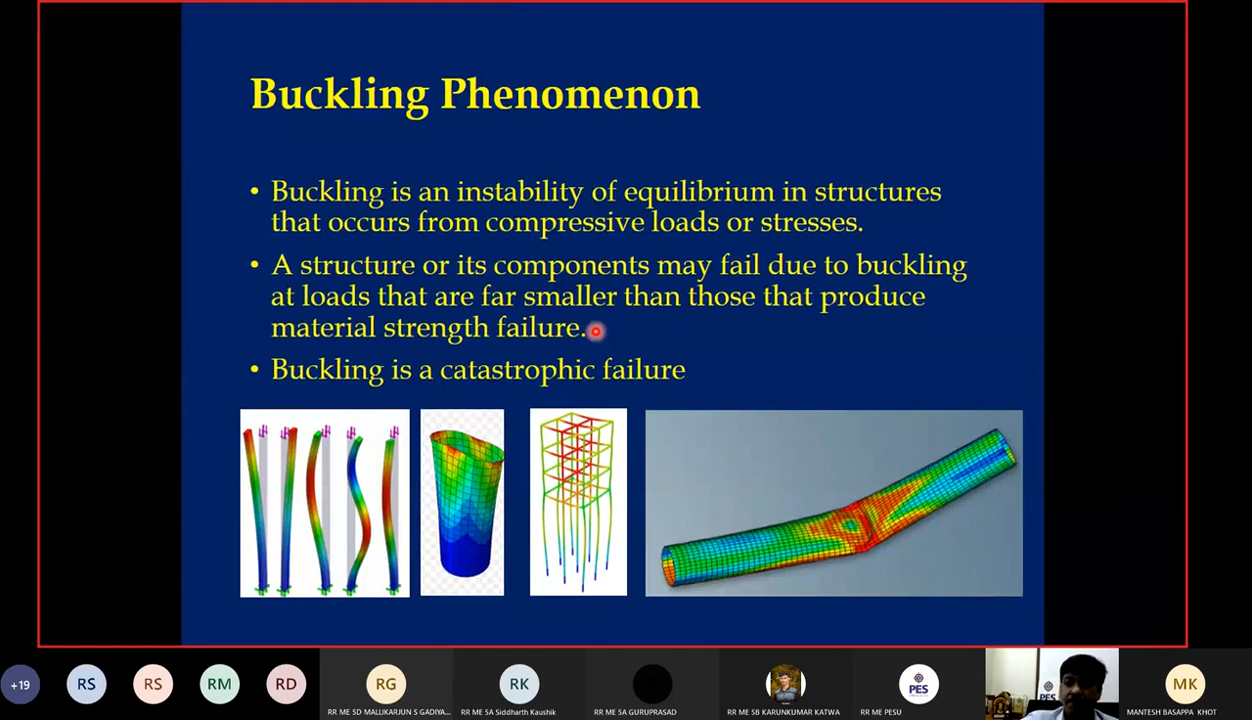 Buckling Phenomenon
• Buckling is an instability of equilibrium in structures
that occurs from compressive loads or stresses.
• A structure or its components may fail due to buckling
at loads that are far smaller than those that produce
material strength failure.
• Buckling is a catastrophic failure
+19
RS
RS
RM
RD
RG
RK
PES
MK
RR ME 5D MALLIKARJUN S GADIYA...
RR ME 5A Siddharth Kaushik
RR ME 5A GURUPRASAD
RR ME 5B KARUNKUMAR KATWA
RR ME PESU
MANTESH BASAPPA KHOT